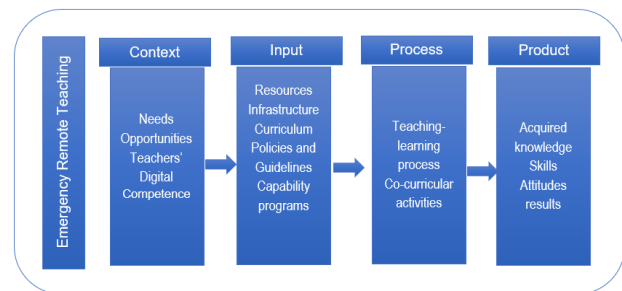 Emergency Remote Teaching
Context
Needs
Opportunities
Teachers'
Digital
Competence
Input
Resources
Infrastructure
Curriculum
Policies and
Guidelines
Capability
programs
Process
Teaching-
learning
process
Co-curricular
activities
Product
Acquired
knowledge
Skills
Attitudes
results